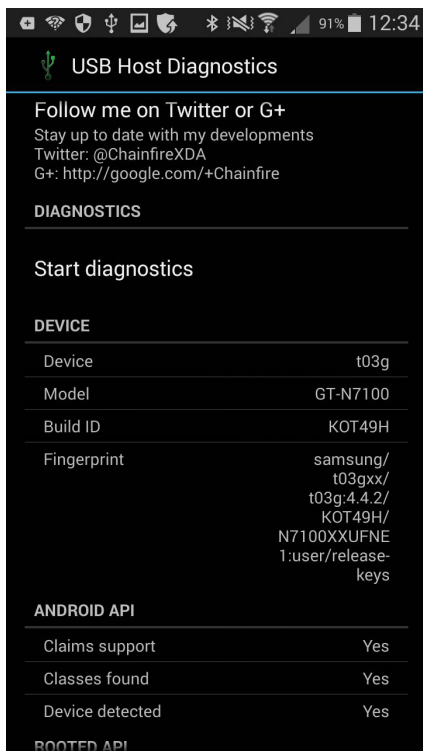 91% 12:34
USB Host Diagnostics
Follow me on Twitter or G+
Stay up to date with my developments
Twitter: @ChainfireXDA
G+: http://google.com/+Chainfire
DIAGNOSTICS
Start diagnostics
DEVICE
Device t03g
Model GT-N7100
Build ID KOT49H
Fingerprint samsung/
t03gxx/
t03g:4.4.2/
KOT49H/
N7100XXUFNE
1:user/release-
keys
ANDROID API
Claims support Yes
Classes found Yes
Device detected Yes
ROOTED API